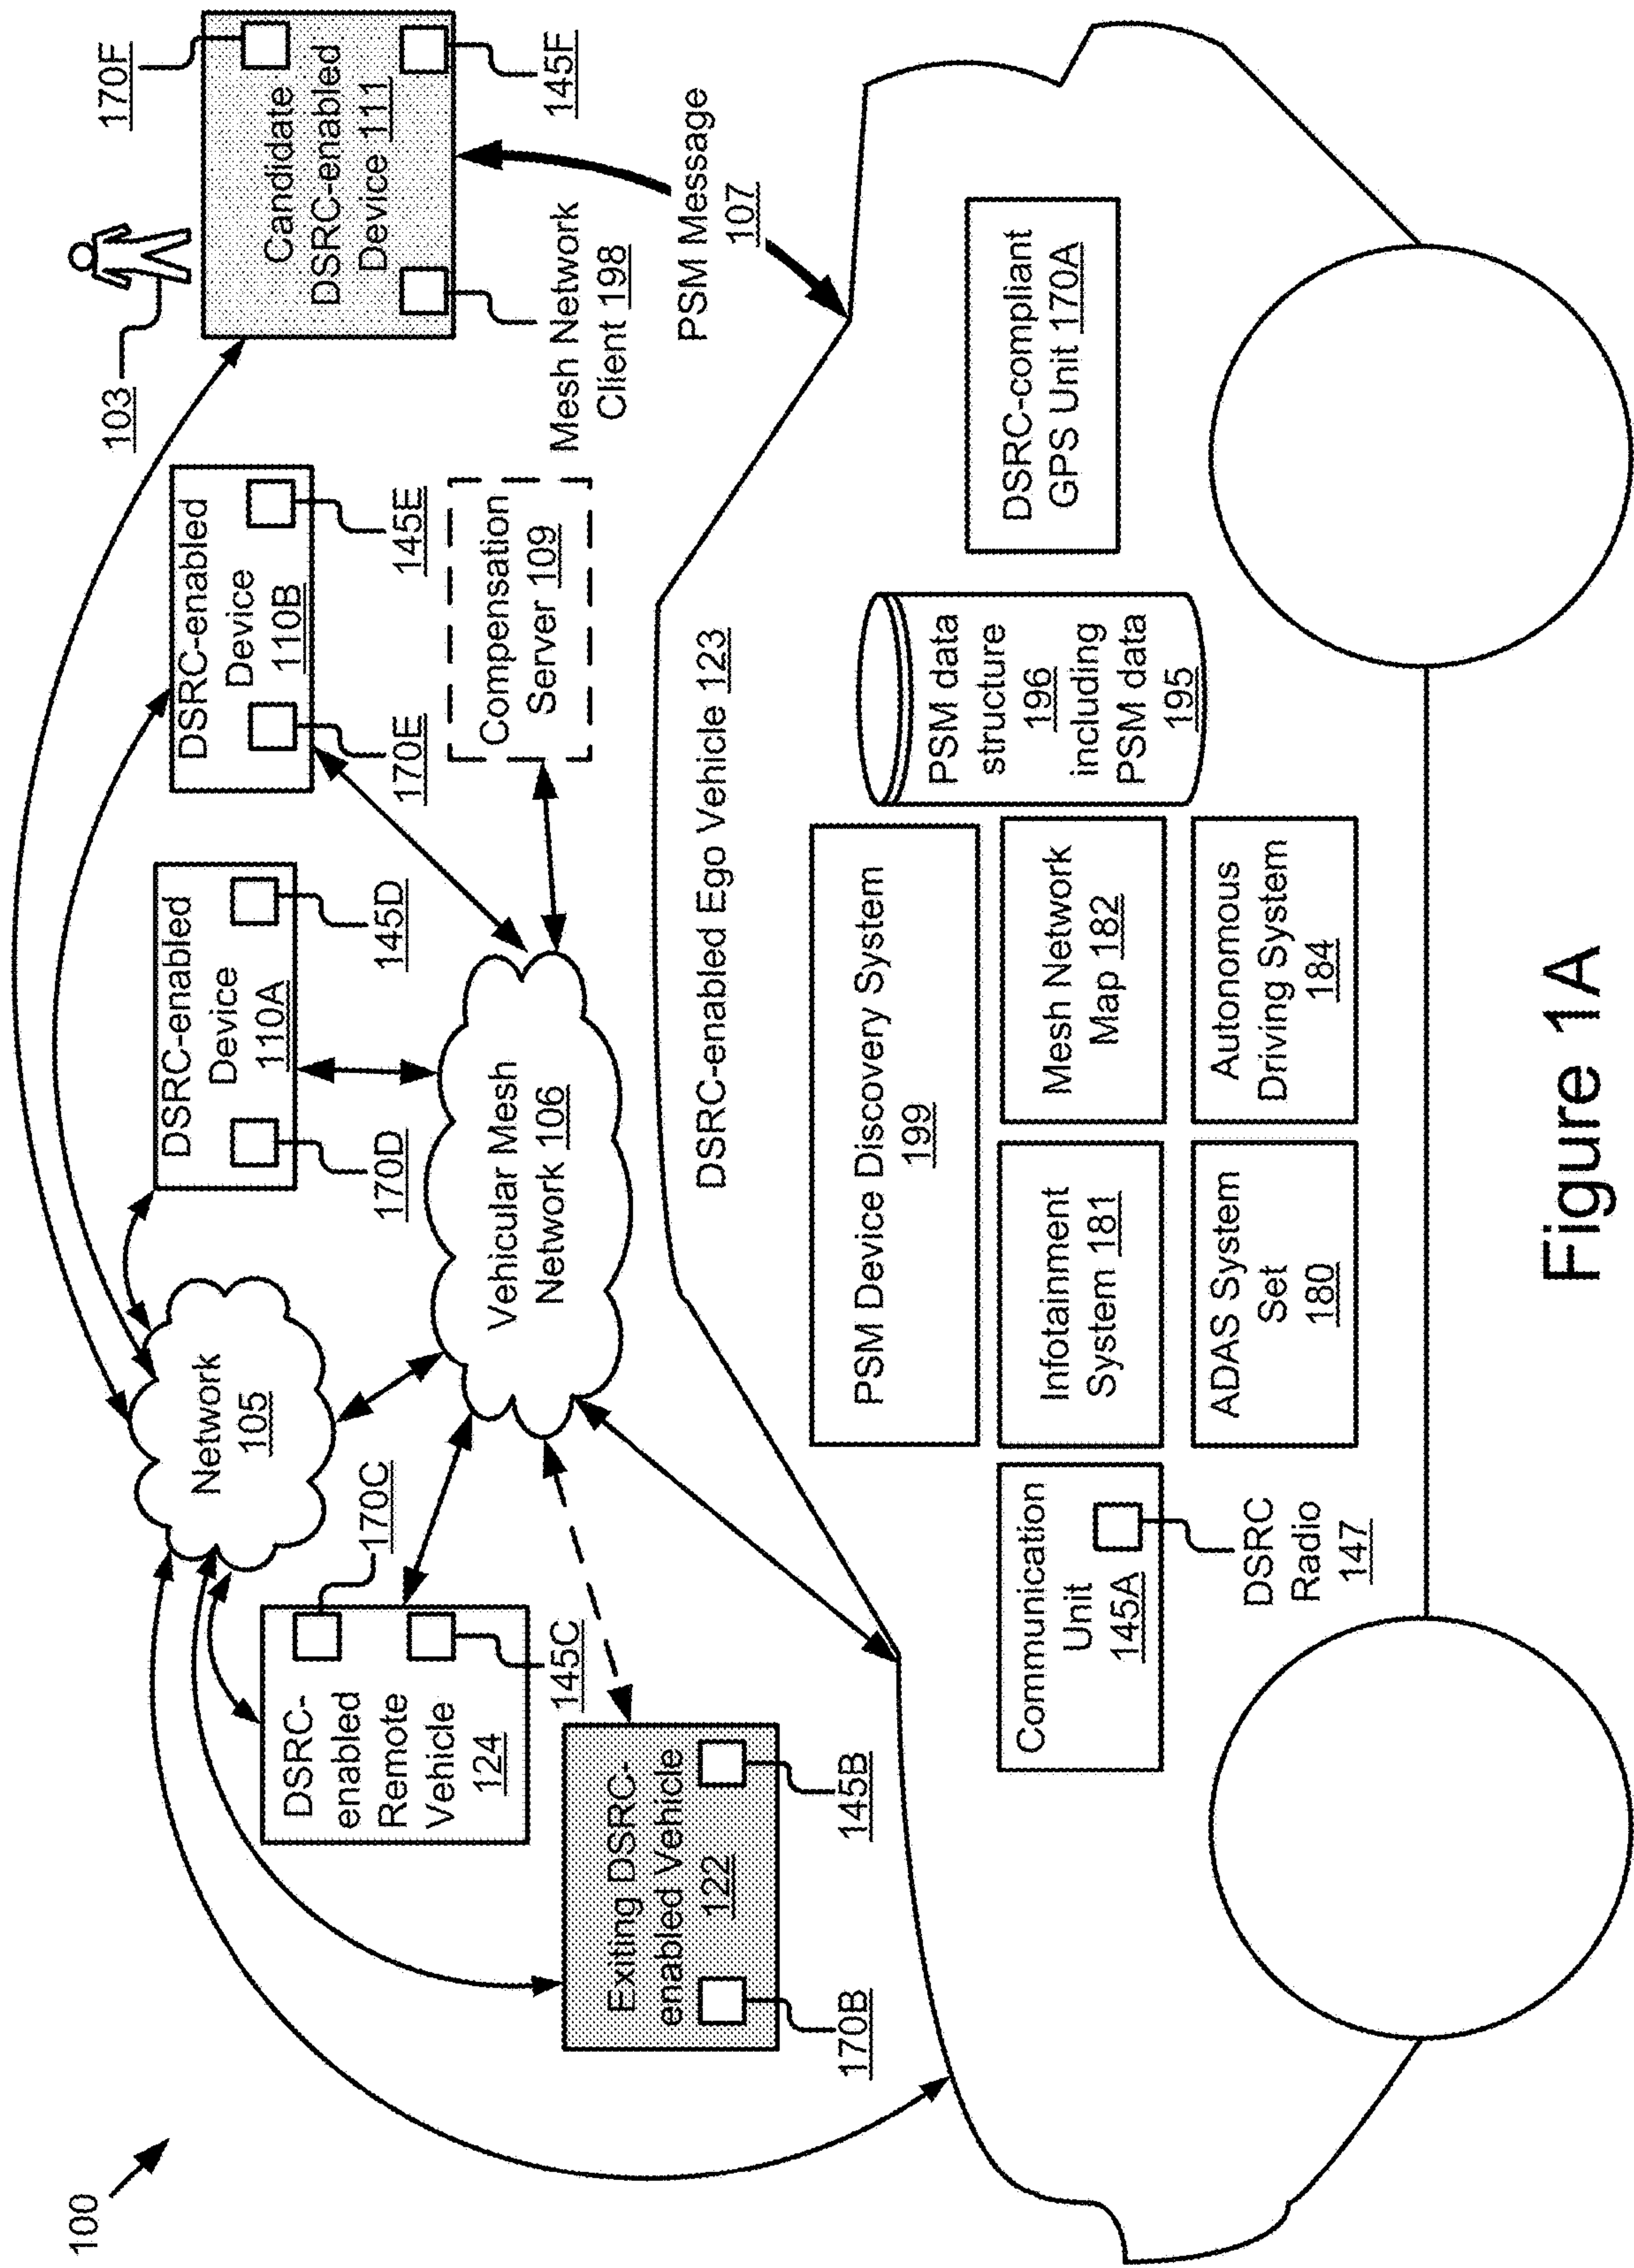 100
Network
105
170C
DSRC-
enabled
Remote
Vehicle
124
145C
Exiting DSRC-
enabled Vehicle
122
170B
145B
DSRC-enabled
Device
110A
170D
145D
DSRC-enabled
Device
110B
170E
145E
103
170F
Candidate
DSRC-enabled
Device 111
145F
Mesh Network
Client 198
Compensation
Server 109
Vehicular Mesh
Network 106
PSM Message
107
DSRC-enabled Ego Vehicle 123
PSM Device Discovery System
199
Communication
Unit
145A
DSRC
Radio
147
Infotainment
System 181
Mesh Network
Map 182
ADAS System
Set
180
Autonomous
Driving System
184
PSM data
structure
196
including
PSM data
195
DSRC-compliant
GPS Unit 170A
Figure 1A